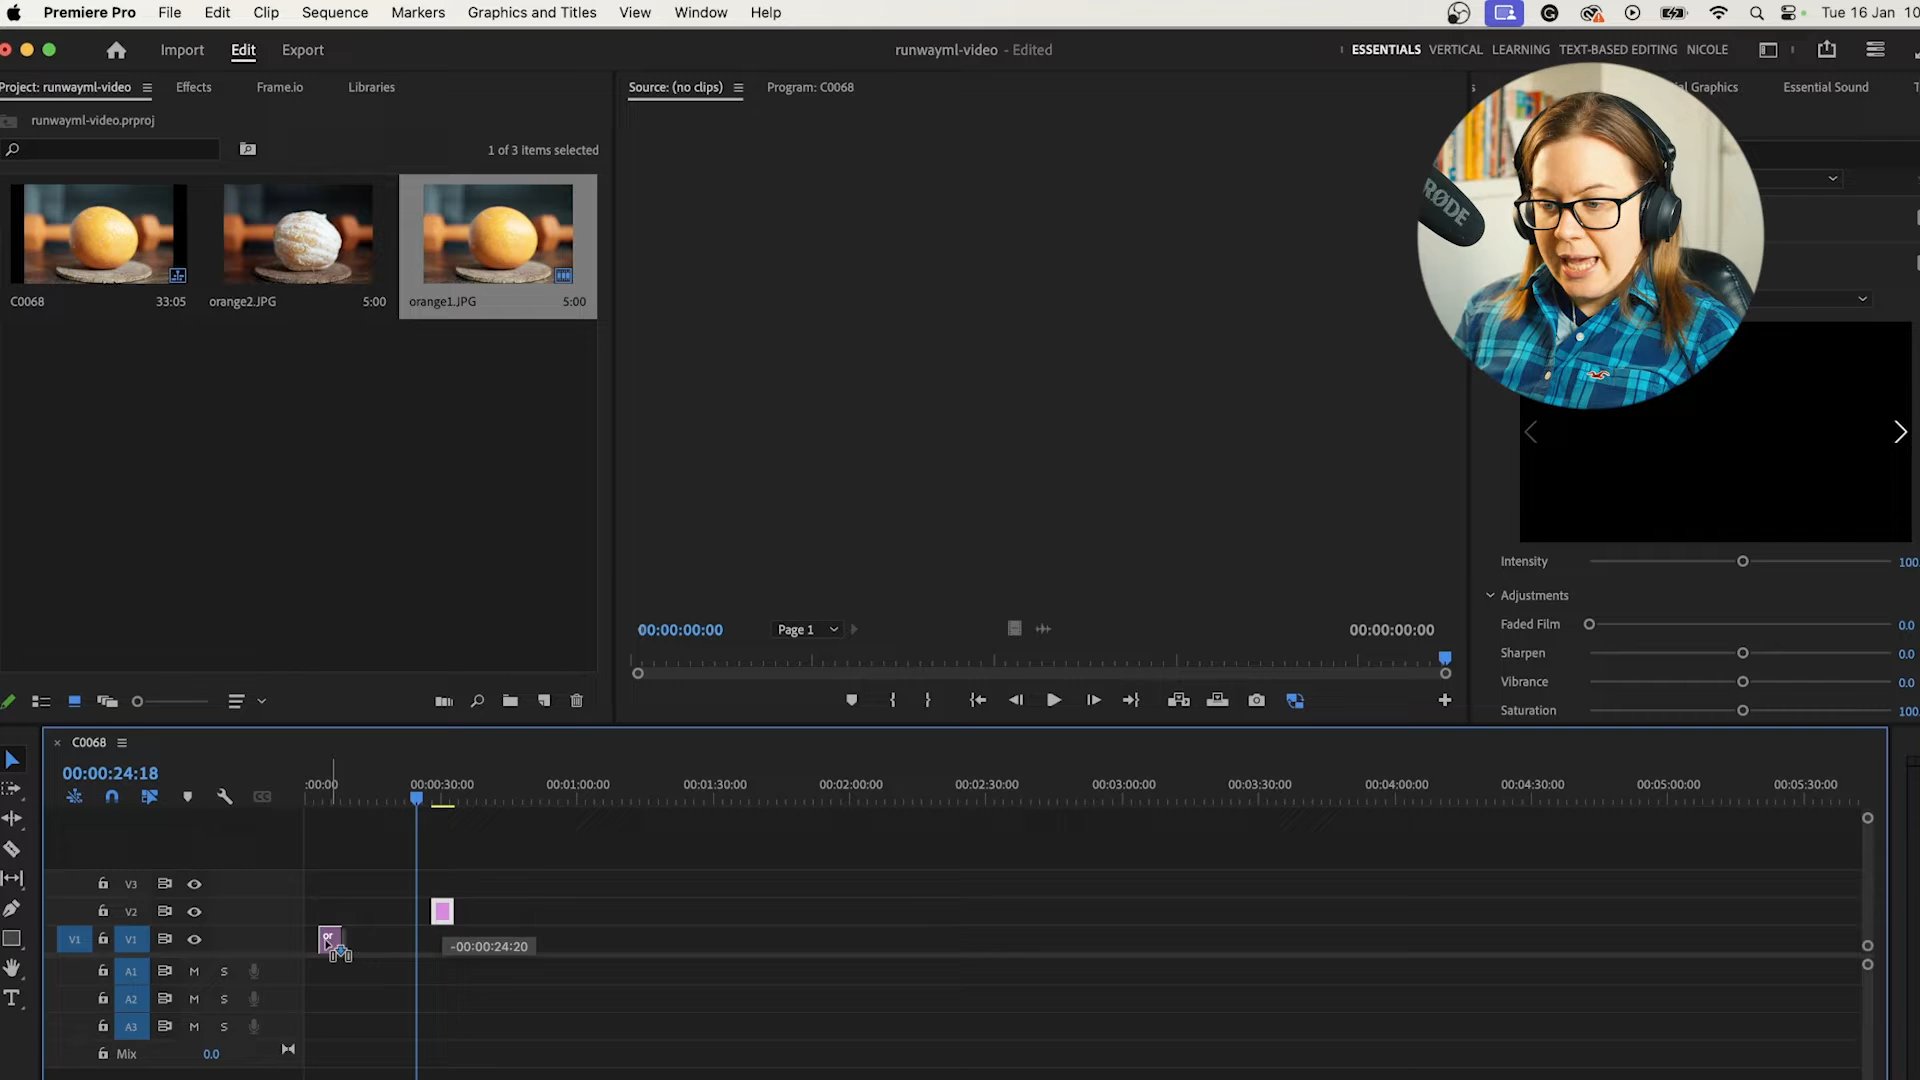 Premiere Pro File Edit Clip Sequence Markers Graphics and Titles View Window Help Tue 16 Jan 10
Import Edit Export runwayml-video - Edited ESSENTIALS VERTICAL LEARNING TEXT-BASED EDITING NICOLE
Project: runwayml-video Effects Frame.io Libraries Source: (no clips) Program: C0068 Graphics Essential Sound T
runwayml-video.prproj
1 of 3 items selected
C0068 33:05 orange2.JPG 5:00 orange1.JPG 5:00
RØDE
Intensity 100.
Adjustments
Faded Film 0.0
Sharpen 0.0
Vibrance 0.0
Saturation 100.
00:00:00:00 Page 1 00:00:00:00
C0068
00:00:24:18
:00:00 00:00:30:00 00:01:00:00 00:01:30:00 00:02:00:00 00:02:30:00 00:03:00:00 00:03:30:00 00:04:00:00 00:04:30:00 00:05:00:00 00:05:30:00
CC
V3
V2
V1 V1 or -00:00:24:20
A1 M S
A2 M S
A3 M S
Mix 0.0